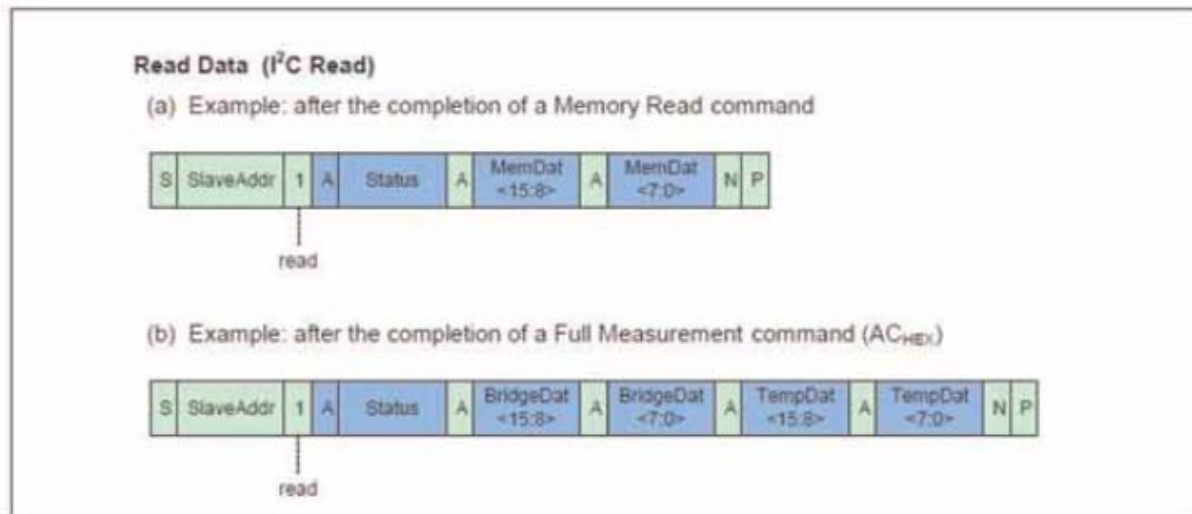 Read Data (I²C Read)
(a) Example: after the completion of a Memory Read command
S SlaveAddr 1 A Status A MemDat <15:8> A MemDat <7:0> N P
read
(b) Example: after the completion of a Full Measurement command (AC_HEX)
S SlaveAddr 1 A Status A BridgeDat <15:8> A BridgeDat <7:0> A TempDat <15:8> A TempDat <7:0> N P
read